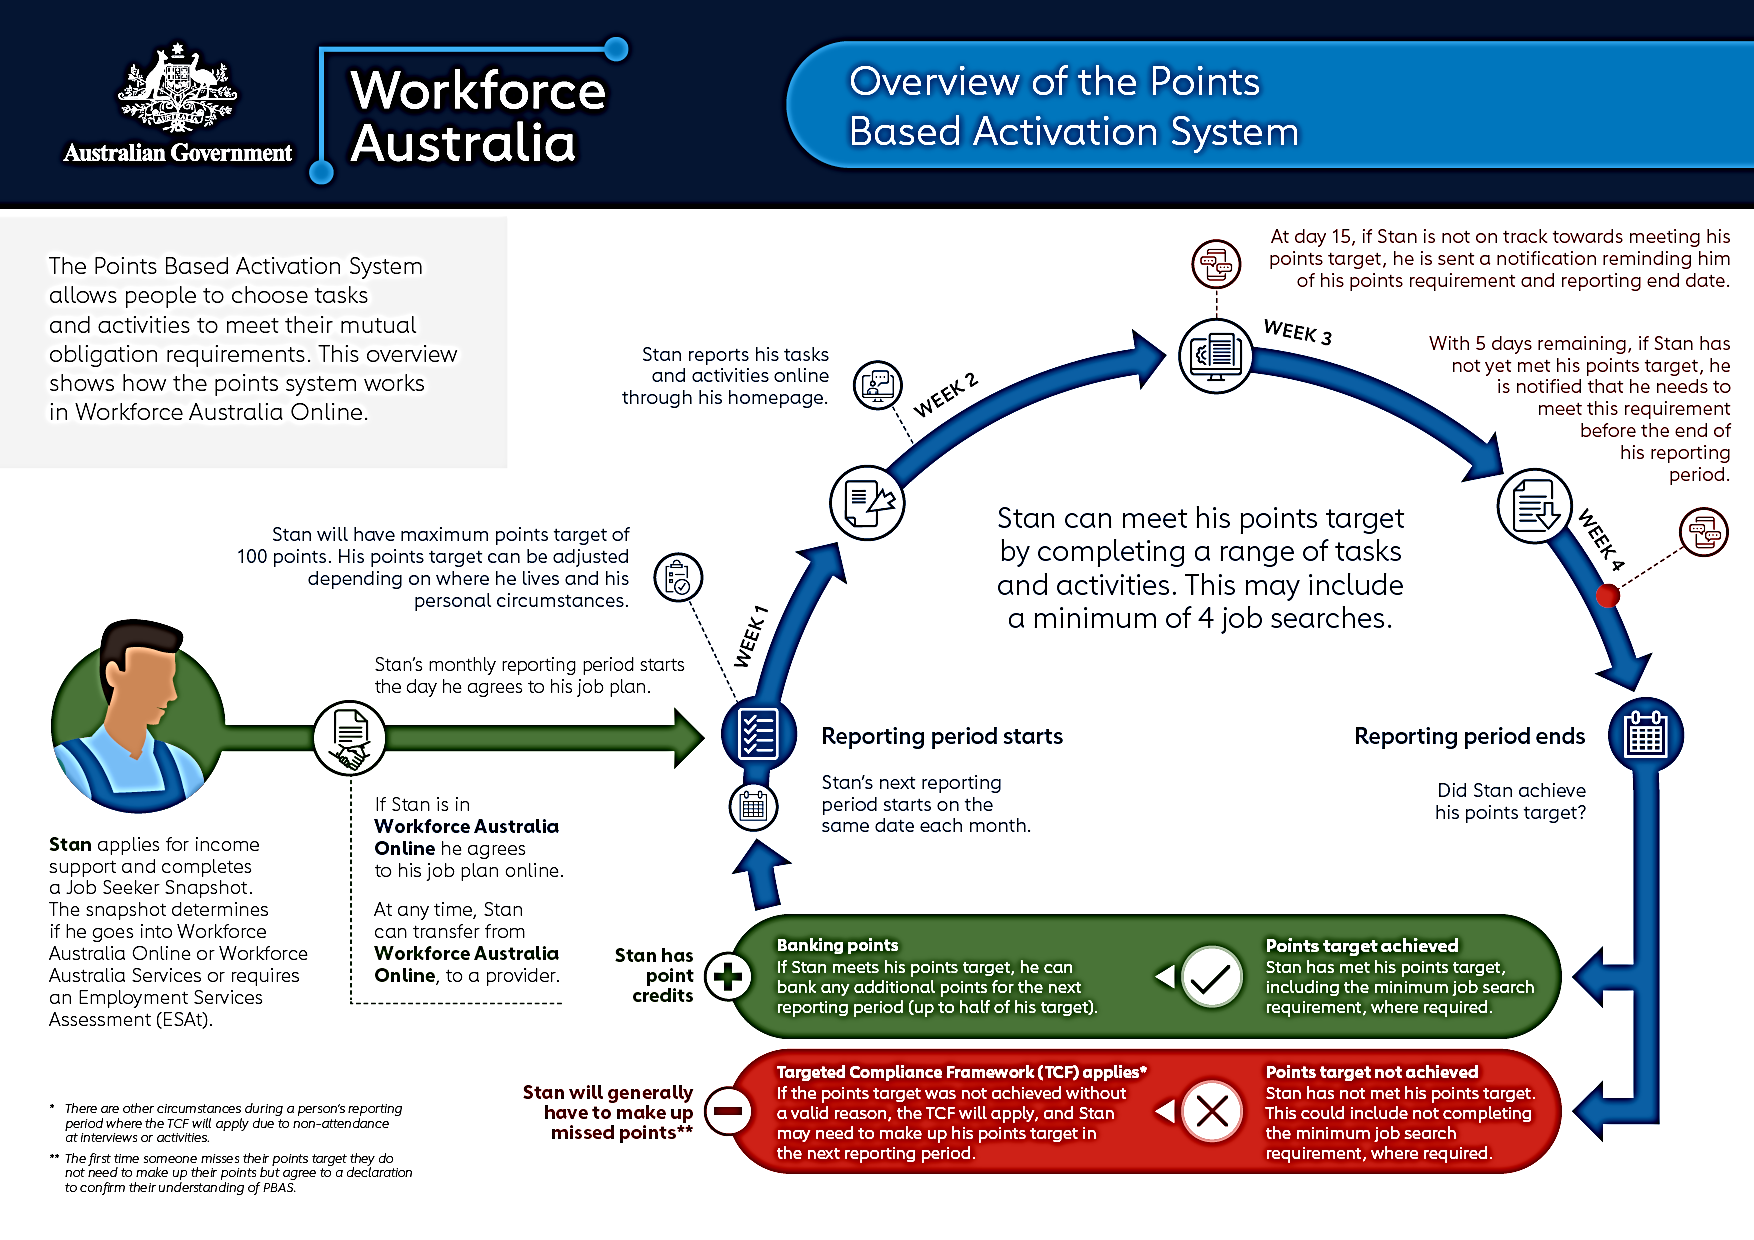 Australian Government
Workforce
Australia
Overview of the Points
Based Activation System
The Points Based Activation System
allows people to choose tasks
and activities to meet their mutual
obligation requirements. This overview
shows how the points system works
in Workforce Australia Online.
At day 15, if Stan is not on track towards meeting his
points target, he is sent a notification reminding him
of his points requirement and reporting end date.
With 5 days remaining, if Stan has
not yet met his points target, he
is notified that he needs to
meet this requirement
before the end of
his reporting
period.
Stan reports his tasks
and activities online
through his homepage.
WEEK 2
WEEK 3
WEEK 4
Stan can meet his points target
by completing a range of tasks
and activities. This may include
a minimum of 4 job searches.
Stan will have maximum points target of
100 points. His points target can be adjusted
depending on where he lives and his
personal circumstances.
WEEK 1
Stan's monthly reporting period starts
the day he agrees to his job plan.
Reporting period starts
Stan's next reporting
period starts on the
same date each month.
Reporting period ends
Did Stan achieve
his points target?
If Stan is in
Workforce Australia
Online he agrees
to his job plan online.
At any time, Stan
can transfer from
Workforce Australia
Online, to a provider.
Stan applies for income
support and completes
a Job Seeker Snapshot.
The snapshot determines
if he goes into Workforce
Australia Online or Workforce
Australia Services or requires
an Employment Services
Assessment (ESAt).
Stan has
point
credits
Banking points
If Stan meets his points target, he can
bank any additional points for the next
reporting period (up to half of his target).
Points target achieved
Stan has met his points target,
including the minimum job search
requirement, where required.
Stan will generally
have to make up
missed points**
Targeted Compliance Framework (TCF) applies*
If the points target was not achieved without
a valid reason, the TCF will apply, and Stan
may need to make up his points target in
the next reporting period.
Points target not achieved
Stan has not met his points target.
This could include not completing
the minimum job search
requirement, where required.
* There are other circumstances during a person's reporting
period where the TCF will apply due to non-attendance
at interviews or activities.
** The first time someone misses their points target they do
not need to make up their points but agree to a declaration
to confirm their understanding of PBAS.